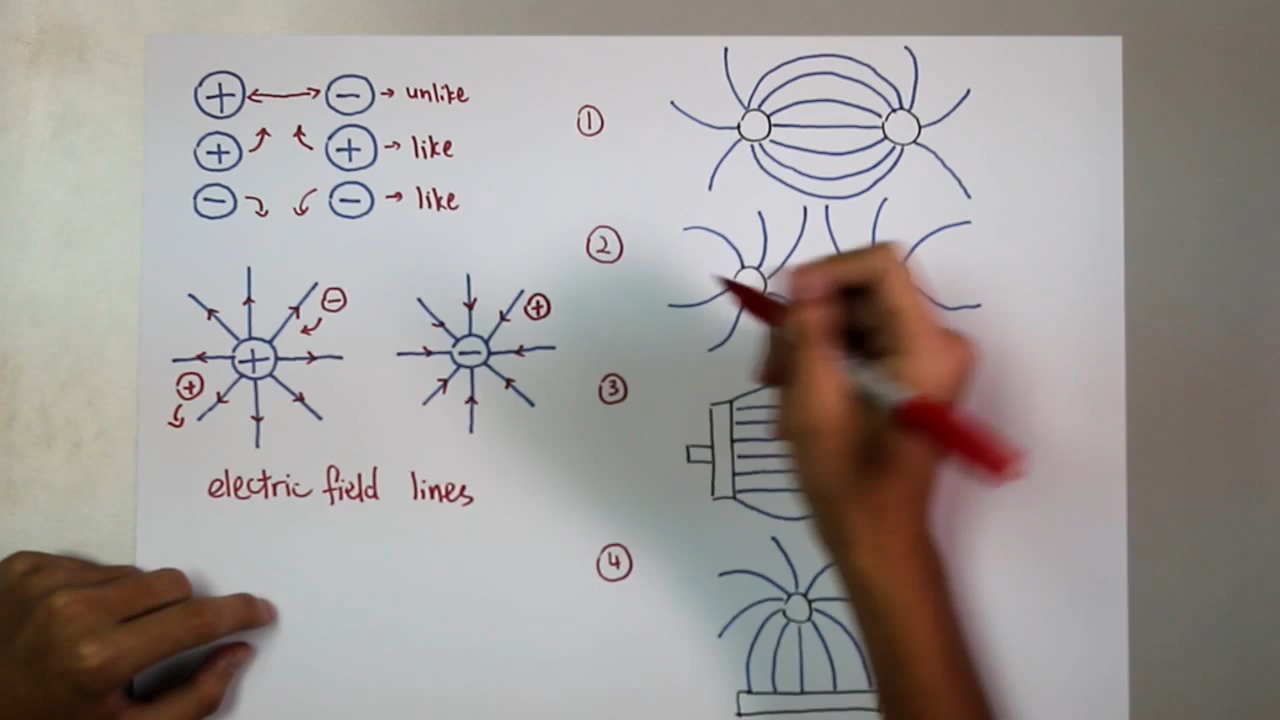 + − → unlike
+ + → like
− − → like
+ − +
+ −
electric field lines
1
2
3
4